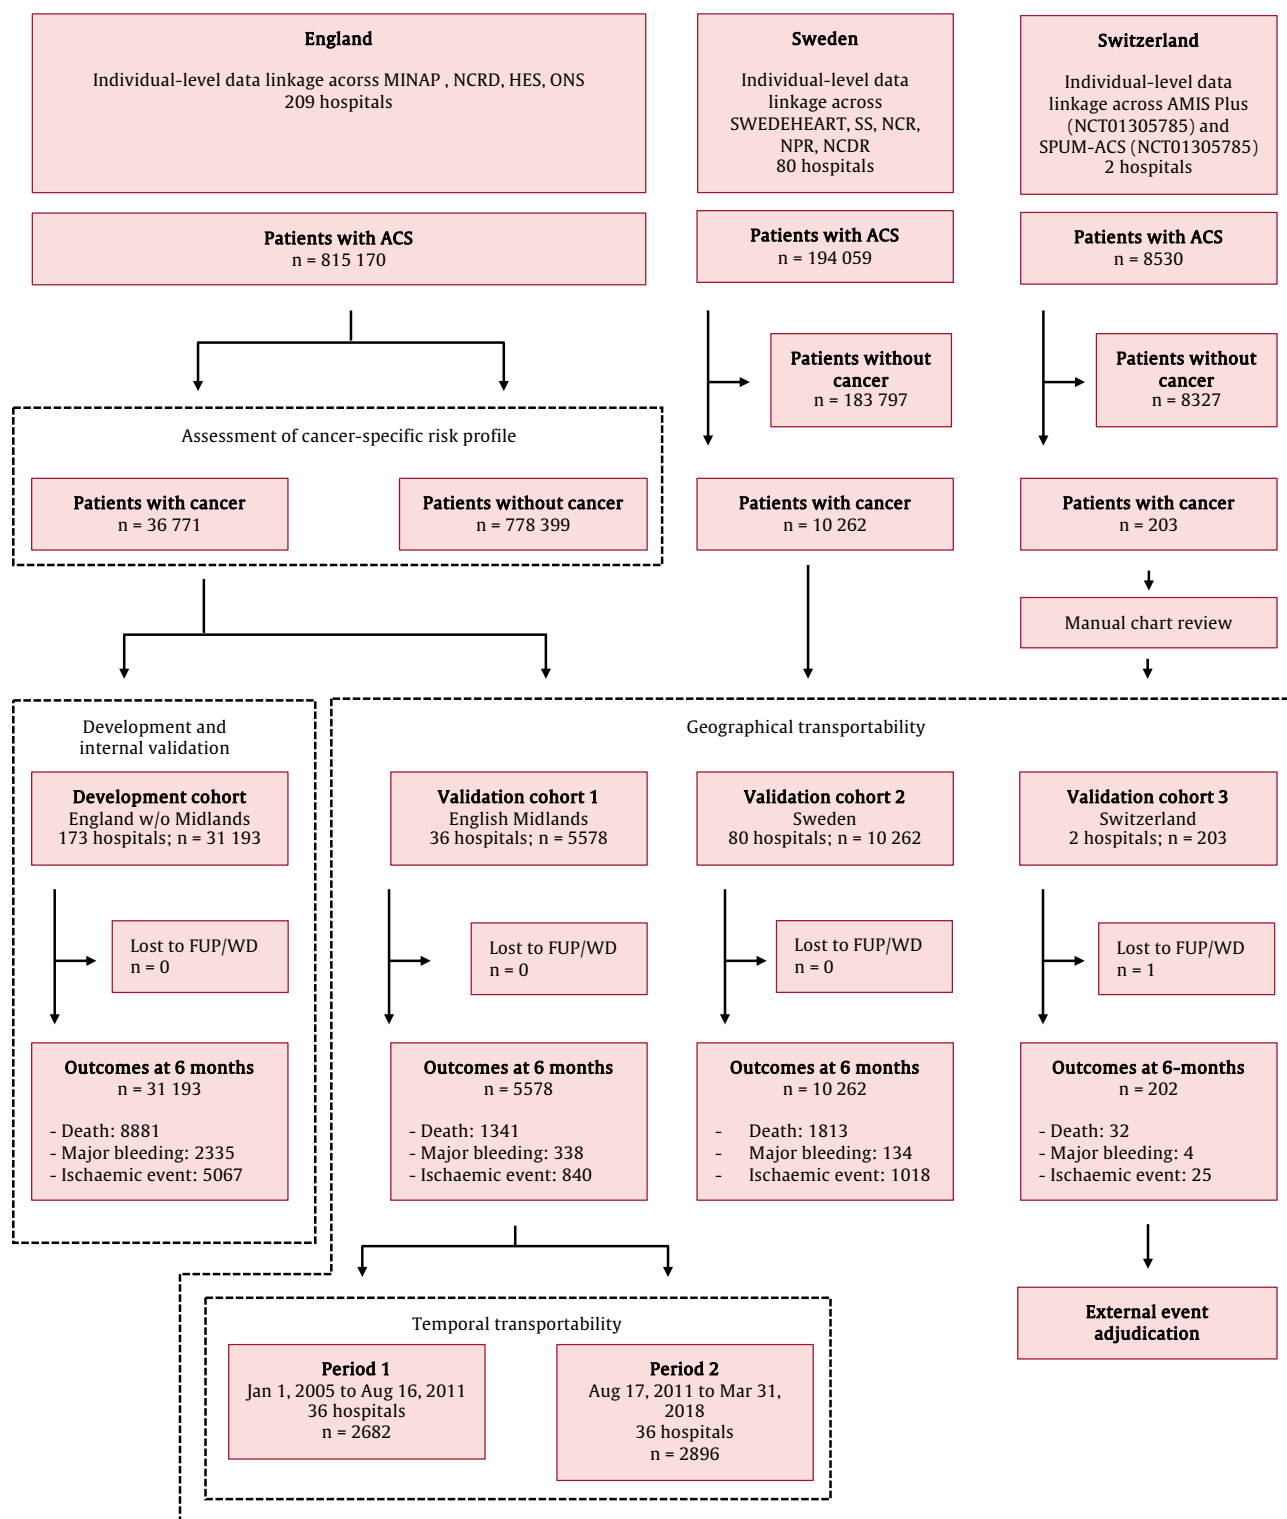 England
Individual-level data linkage acorss MINAP , NCRD, HES, ONS
209 hospitals
Sweden
Individual-level data
linkage across
SWEDEHEART, SS, NCR,
NPR, NCDR
80 hospitals
Switzerland
Individual-level data
linkage across AMIS Plus
(NCT01305785) and
SPUM-ACS (NCT01305785)
2 hospitals
Patients with ACS
n = 815 170
Patients with ACS
n = 194 059
Patients with ACS
n = 8530
Patients without
cancer
n = 183 797
Patients without
cancer
n = 8327
Assessment of cancer-specific risk profile
Patients with cancer
n = 36 771
Patients without cancer
n = 778 399
Patients with cancer
n = 10 262
Patients with cancer
n = 203
Manual chart review
Development and
internal validation
Geographical transportability
Development cohort
England w/o Midlands
173 hospitals; n = 31 193
Validation cohort 1
English Midlands
36 hospitals; n = 5578
Validation cohort 2
Sweden
80 hospitals; n = 10 262
Validation cohort 3
Switzerland
2 hospitals; n = 203
Lost to FUP/WD
n = 0
Lost to FUP/WD
n = 0
Lost to FUP/WD
n = 0
Lost to FUP/WD
n = 1
Outcomes at 6 months
n = 31 193
- Death: 8881
- Major bleeding: 2335
- Ischaemic event: 5067
Outcomes at 6 months
n = 5578
- Death: 1341
- Major bleeding: 338
- Ischaemic event: 840
Outcomes at 6 months
n = 10 262
- Death: 1813
- Major bleeding: 134
- Ischaemic event: 1018
Outcomes at 6-months
n = 202
- Death: 32
- Major bleeding: 4
- Ischaemic event: 25
External event
adjudication
Temporal transportability
Period 1
Jan 1, 2005 to Aug 16, 2011
36 hospitals
n = 2682
Period 2
Aug 17, 2011 to Mar 31,
2018
36 hospitals
n = 2896